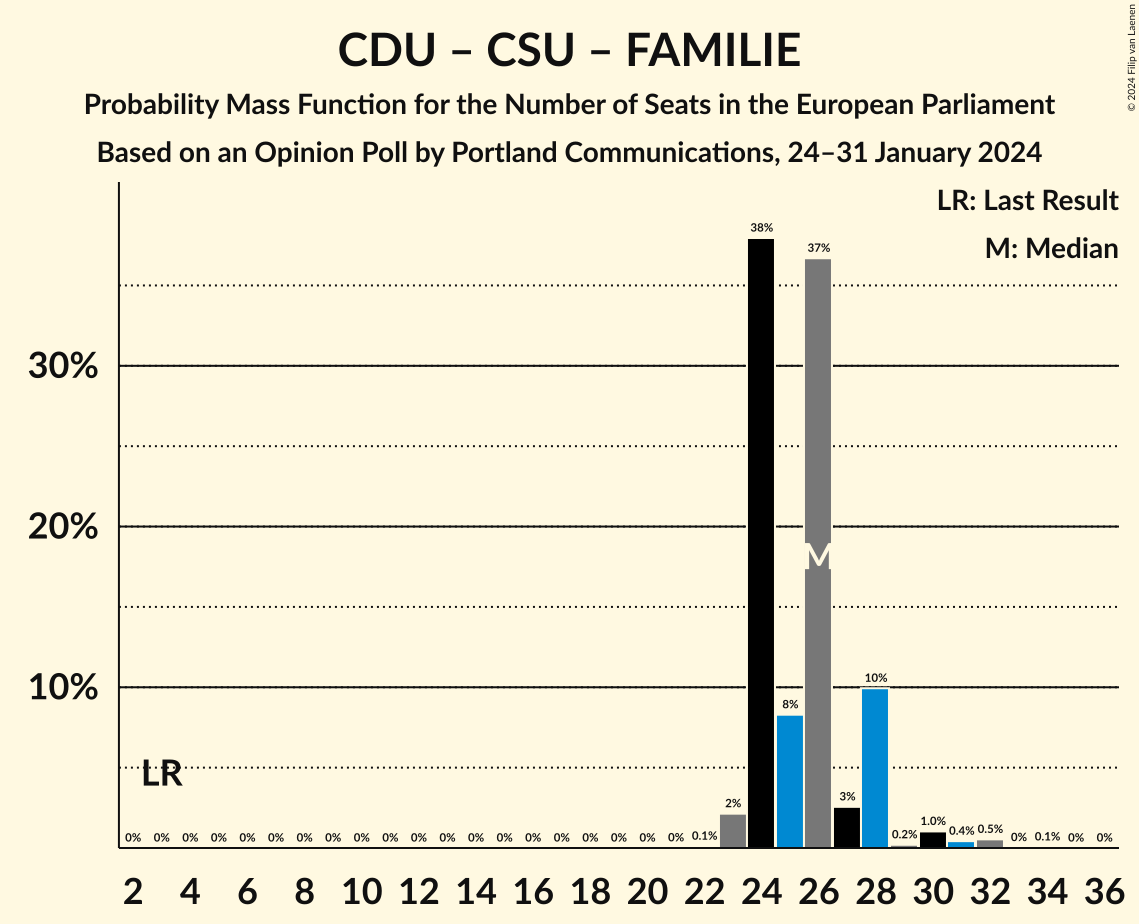 CDU – CSU – FAMILIE
Probability Mass Function for the Number of Seats in the European Parliament
Based on an Opinion Poll by Portland Communications, 24–31 January 2024
© 2024 Filip van Laenen
LR: Last Result
M: Median
30%
20%
10%
LR
M
0% 0% 0% 0% 0% 0% 0% 0% 0% 0% 0% 0% 0% 0% 0% 0% 0% 0% 0% 0% 0.1% 2% 38% 8% 37% 3% 10% 0.2% 1.0% 0.4% 0.5% 0% 0.1% 0% 0%
2 4 6 8 10 12 14 16 18 20 22 24 26 28 30 32 34 36